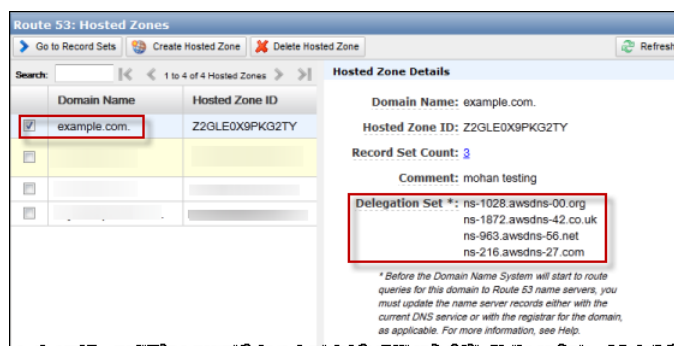 Route 53: Hosted Zones
Go to Record Sets Create Hosted Zone Delete Hosted Zone Refresh
Search: 1 to 4 of 4 Hosted Zones
Domain Name Hosted Zone ID
example.com. Z2GLE0X9PKG2TY
Hosted Zone Details
Domain Name: example.com.
Hosted Zone ID: Z2GLE0X9PKG2TY
Record Set Count: 3
Comment: mohan testing
Delegation Set *: ns-1028.awsdns-00.org
ns-1872.awsdns-42.co.uk
ns-963.awsdns-56.net
ns-216.awsdns-27.com
* Before the Domain Name System will start to route
queries for this domain to Route 53 name servers, you
must update the name server records either with the
current DNS service or with the registrar for the domain,
as applicable. For more information, see Help.